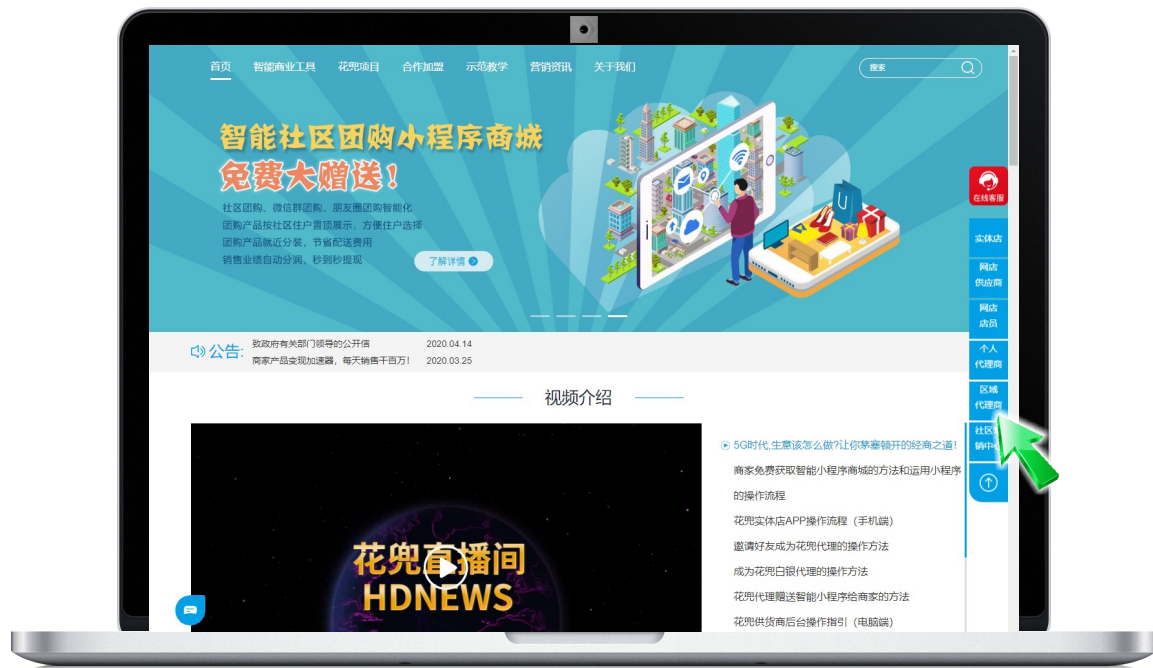 首页 智能商业工具 花兜项目 合作加盟 示范教学 营销资讯 关于我们 搜索
智能社区团购小程序商城
免费大赠送！
社区团购、微信群团购、朋友圈团购智能化
团购产品按社区住户置顶展示、方便住户选择
团购产品就近分装，节省配送费用
销售业绩自动分润，秒到秒提现
了解详情
U
在线客服
实体店
网店
供应商
网店
店员
个人
代理商
区域
代理商
社区
销中
公告:
致政府有关部门领导的公开信 2020.04.14
商家产品变现加速器，每天销售千百万！ 2020.03.25
视频介绍
花兜直播间
HDNEWS
5G时代,生意该怎么做?让你茅塞顿开的经商之道!
商家免费获取智能小程序商城的方法和运用小程序
的操作流程
花兜实体店APP操作流程（手机端）
邀请好友成为花兜代理的操作方法
成为花兜白银代理的操作方法
花兜代理赠送智能小程序给商家的方法
花兜供货商后台操作指引（电脑端）